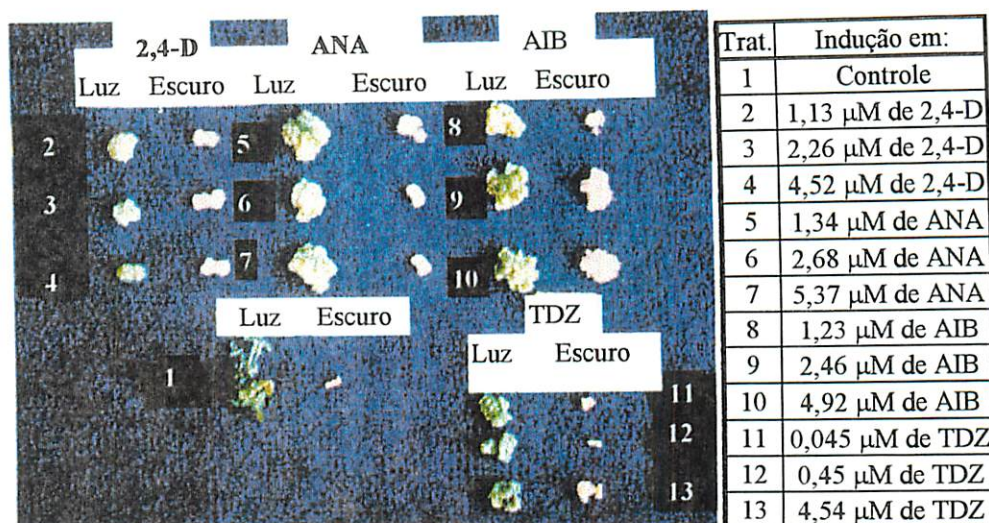 2,4-D ANA AIB
Luz Escuro Luz Escuro Luz Escuro
2 5 8
3 6 9
4 7 10
Luz Escuro TDZ
Luz Escuro
1
11
12
13
Trat. Indução em:
1 Controle
2 1,13 µM de 2,4-D
3 2,26 µM de 2,4-D
4 4,52 µM de 2,4-D
5 1,34 µM de ANA
6 2,68 µM de ANA
7 5,37 µM de ANA
8 1,23 µM de AIB
9 2,46 µM de AIB
10 4,92 µM de AIB
11 0,045 µM de TDZ
12 0,45 µM de TDZ
13 4,54 µM de TDZ